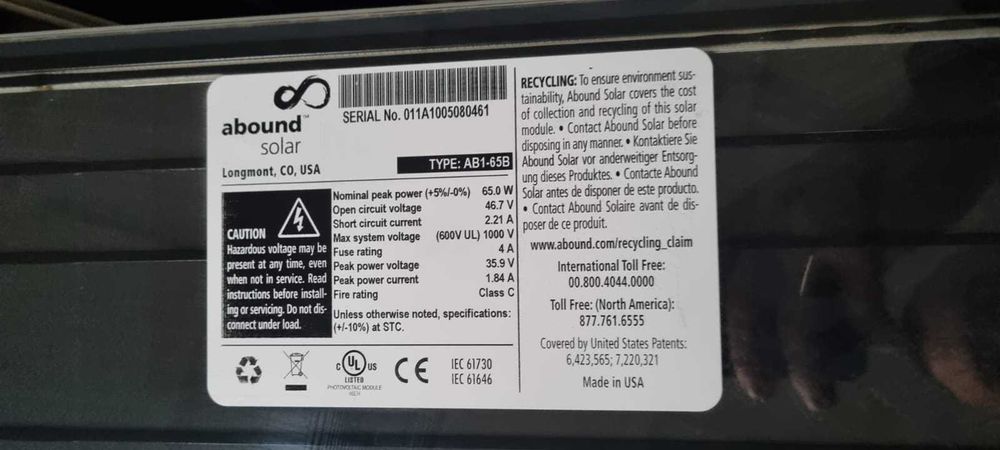 abound™
solar
Longmont, CO, USA
SERIAL No. 011A1005080461
TYPE: AB1-65B
CAUTION
Hazardous voltage may be
present at any time, even
when not in service. Read
instructions before install-
ing or servicing. Do not dis-
connect under load.
Nominal peak power (+5%/-0%) 65.0 W
Open circuit voltage 46.7 V
Short circuit current 2.21 A
Max system voltage (600V UL) 1000 V
Fuse rating 4 A
Peak power voltage 35.9 V
Peak power current 1.84 A
Fire rating Class C
Unless otherwise noted, specifications:
(+/-10%) at STC.
C UL US
LISTED
PHOTOVOLTAIC MODULE
CE
IEC 61730
IEC 61646
RECYCLING: To ensure environment sus-
tainability, Abound Solar covers the cost
of collection and recycling of this solar
module. • Contact Abound Solar before
disposing in any manner. • Kontaktiere Sie
Abound Solar vor anderweitiger Entsorg-
ung dieses Produktes. • Contacte Abound
Solar antes de disponer de este producto.
• Contact Abound Solaire avant de dis-
poser de ce produit.
www.abound.com/recycling_claim
International Toll Free:
00.800.4044.0000
Toll Free: (North America):
877.761.6555
Covered by United States Patents:
6,423,565; 7,220,321
Made in USA